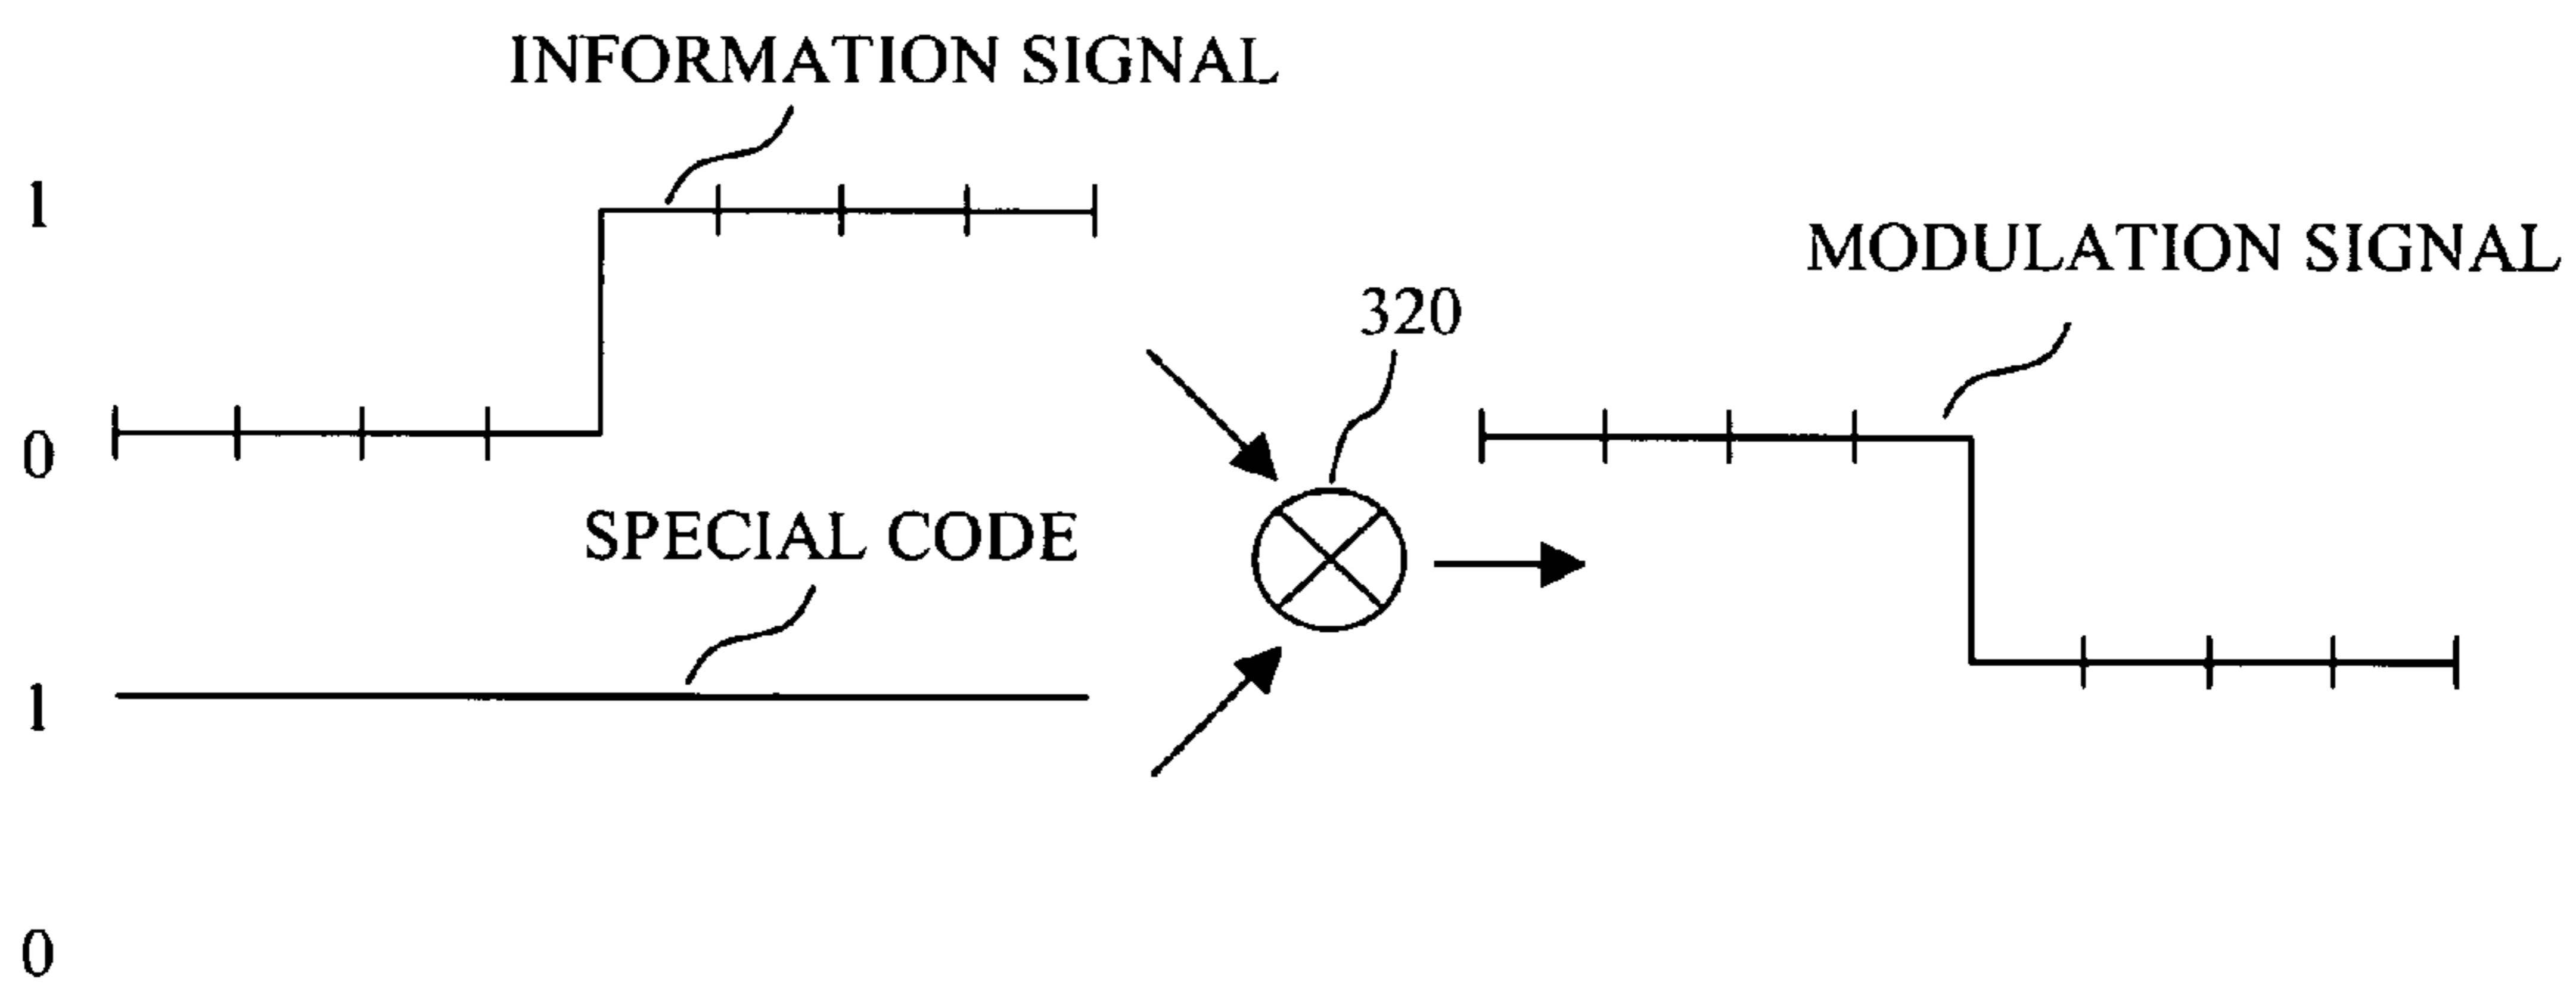 INFORMATION SIGNAL
1
MODULATION SIGNAL
320
0
SPECIAL CODE
1
0